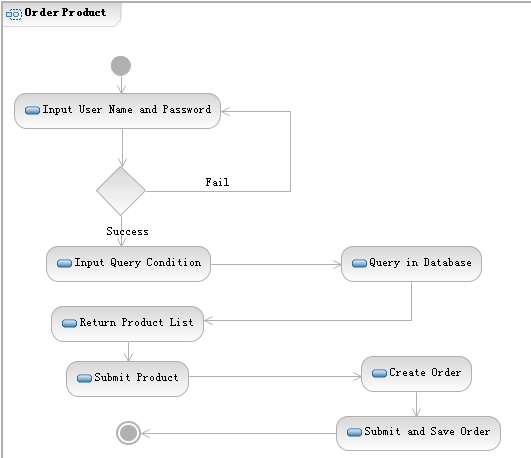 Order Product
Input User Name and Password
Fail
Success
Input Query Condition
Query in Database
Return Product List
Submit Product
Create Order
Submit and Save Order